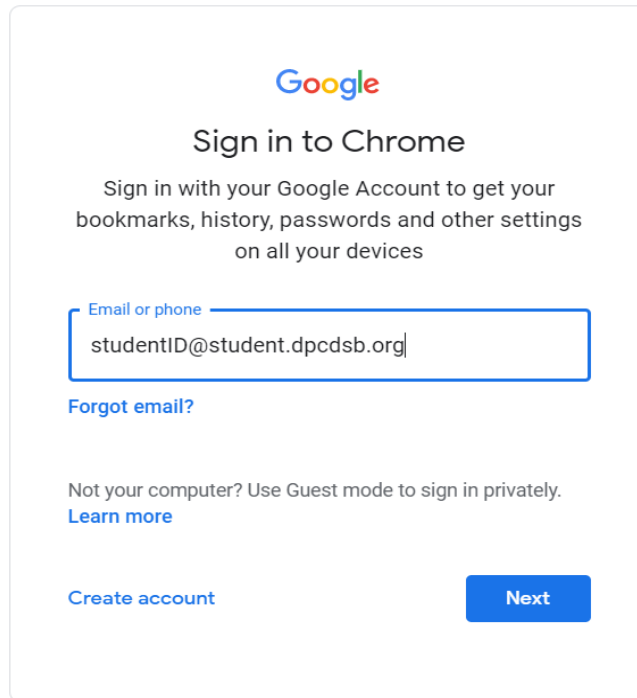 Google
Sign in to Chrome
Sign in with your Google Account to get your
bookmarks, history, passwords and other settings
on all your devices
Email or phone
studentID@student.dpcdsb.org
Forgot email?
Not your computer? Use Guest mode to sign in privately.
Learn more
Create account
Next